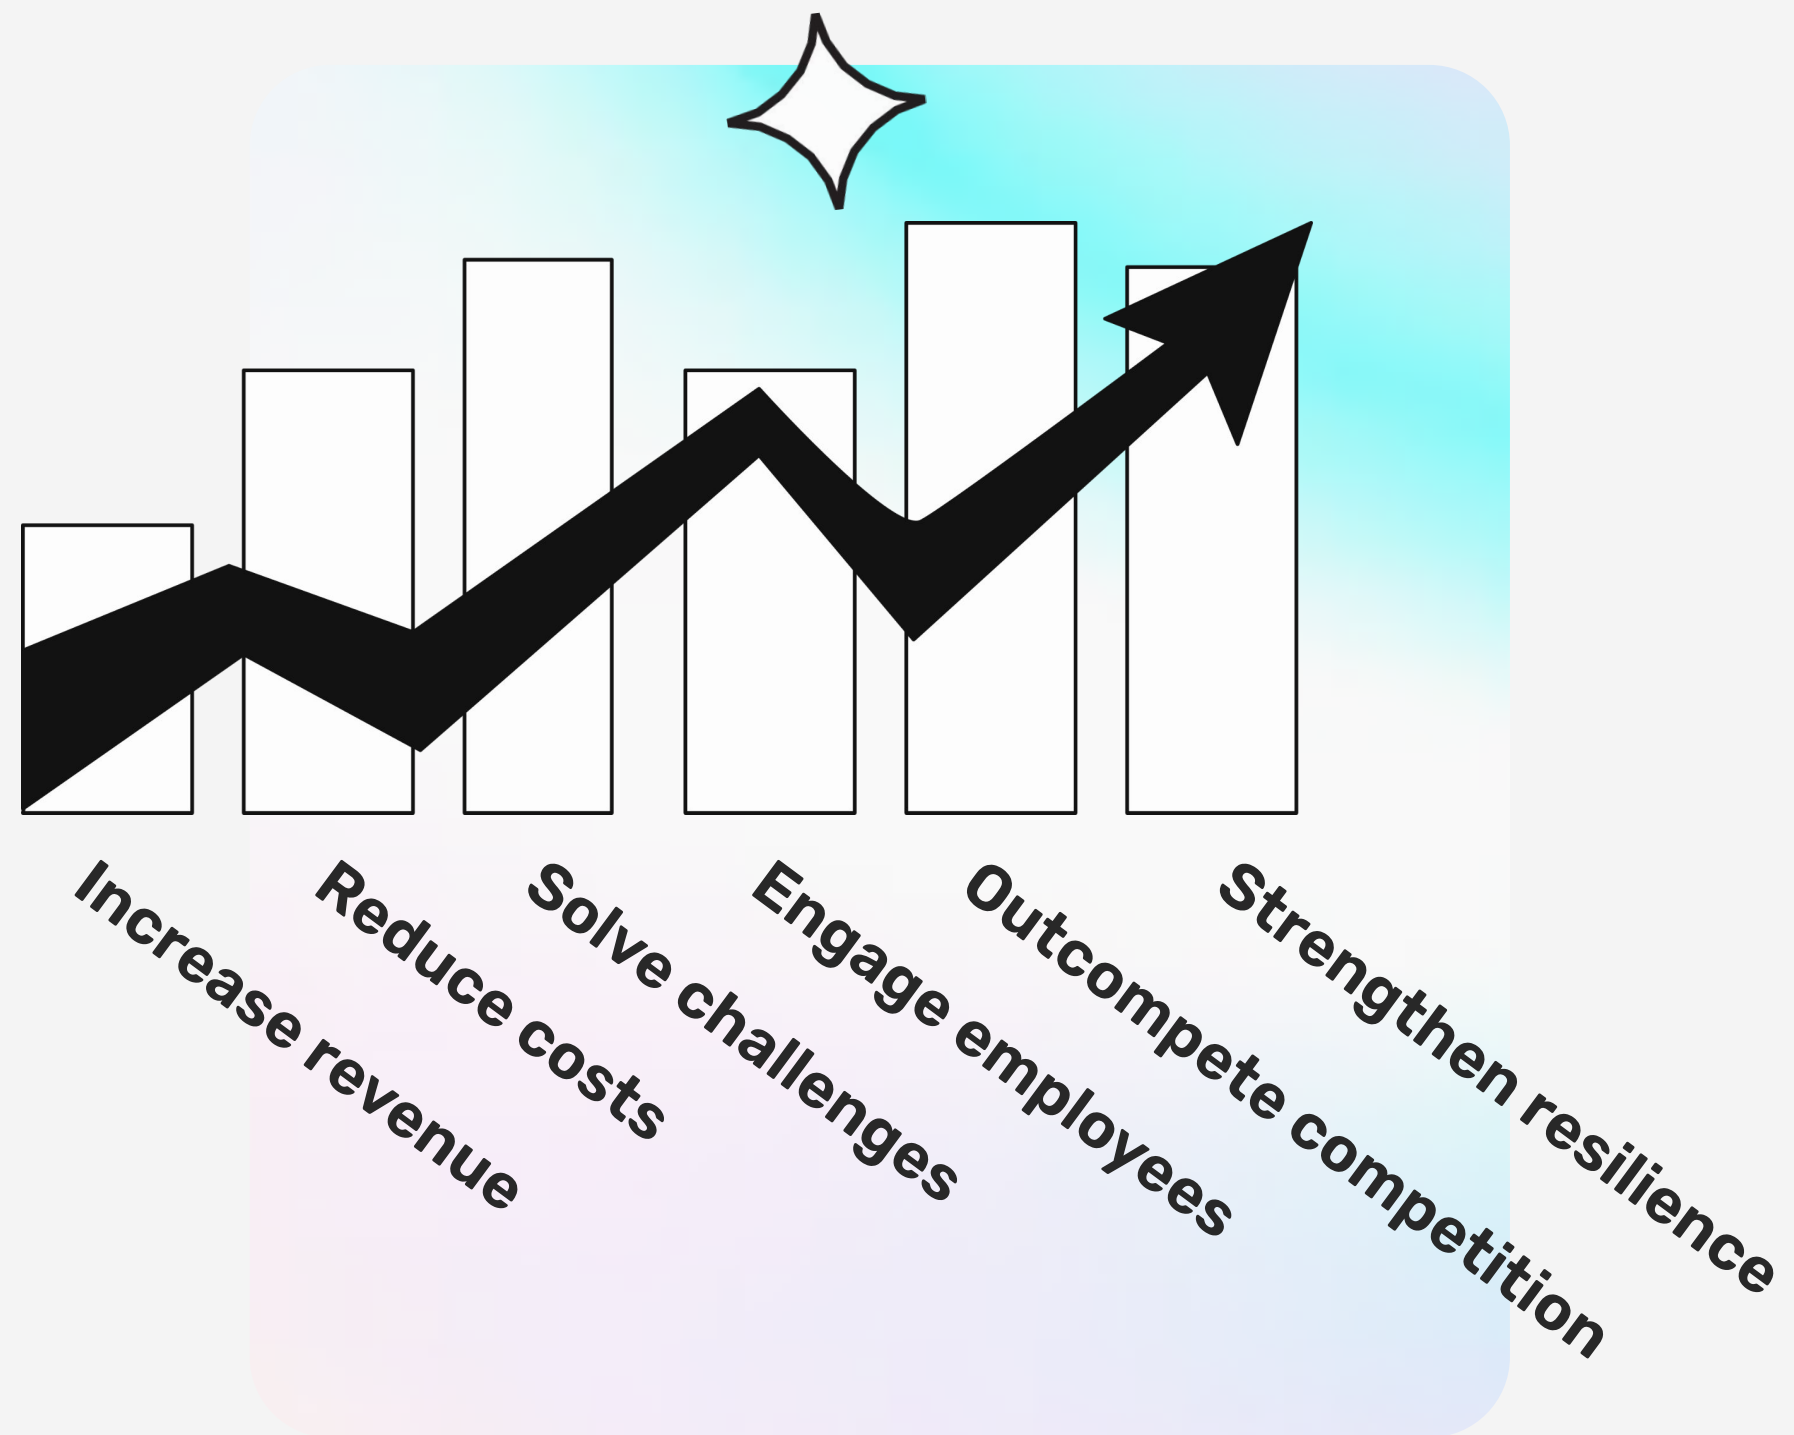 Increase revenue
Reduce costs
Solve challenges
Engage employees
Outcompete competition
Strengthen resilience